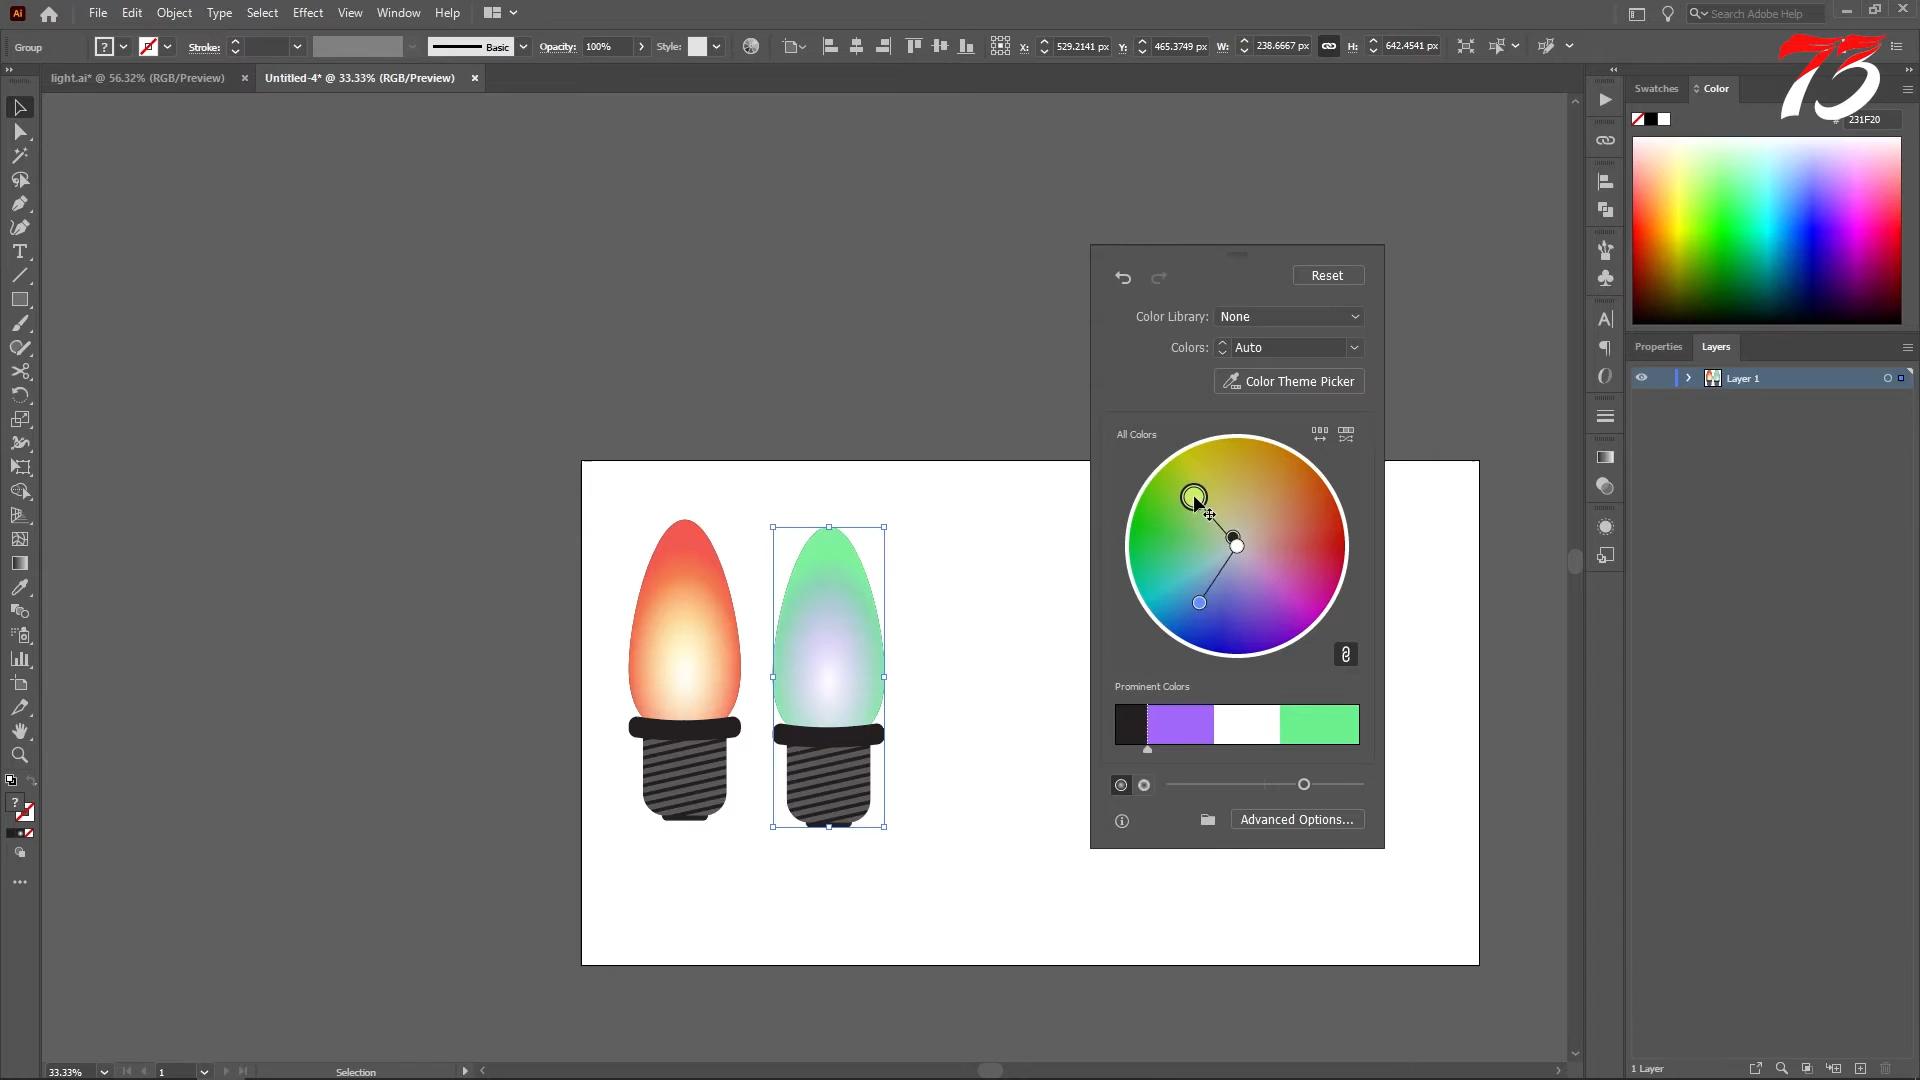 Ai File Edit Object Type Select Effect View Window Help Search Adobe Help
Group ? Stroke: Basic Opacity: 100% Style: X: 529.2141 px Y: 465.3749 px W: 238.6667 px H: 642.4541 px
73
light.ai* @ 56.32% (RGB/Preview) × Untitled-4* @ 33.33% (RGB/Preview) ×
Swatches Color
# 231F20
Reset
Color Library: None
Colors: Auto
Color Theme Picker
All Colors
Prominent Colors
Advanced Options...
Properties Layers
Layer 1
?
33.33% 1 Selection
1 Layer